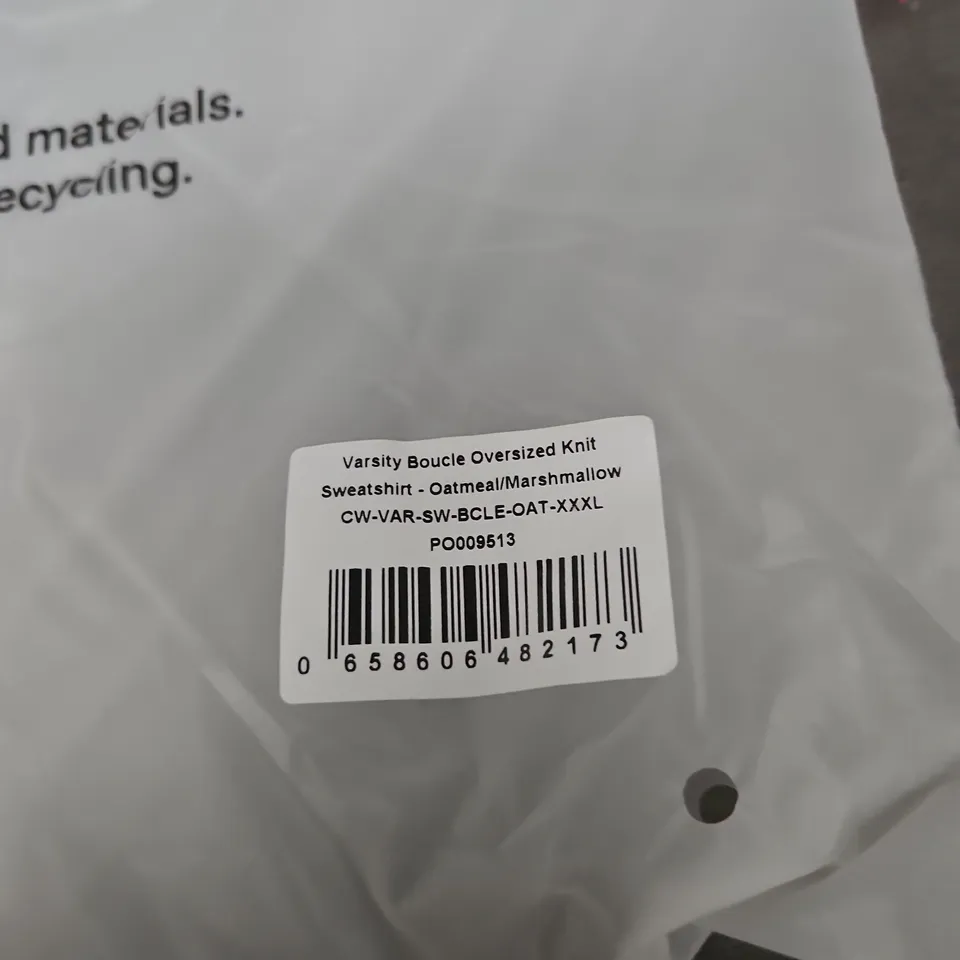 d materials.
ecycling.
Varsity Boucle Oversized Knit
Sweatshirt - Oatmeal/Marshmallow
CW-VAR-SW-BCLE-OAT-XXXL
PO009513
0 658606 482173